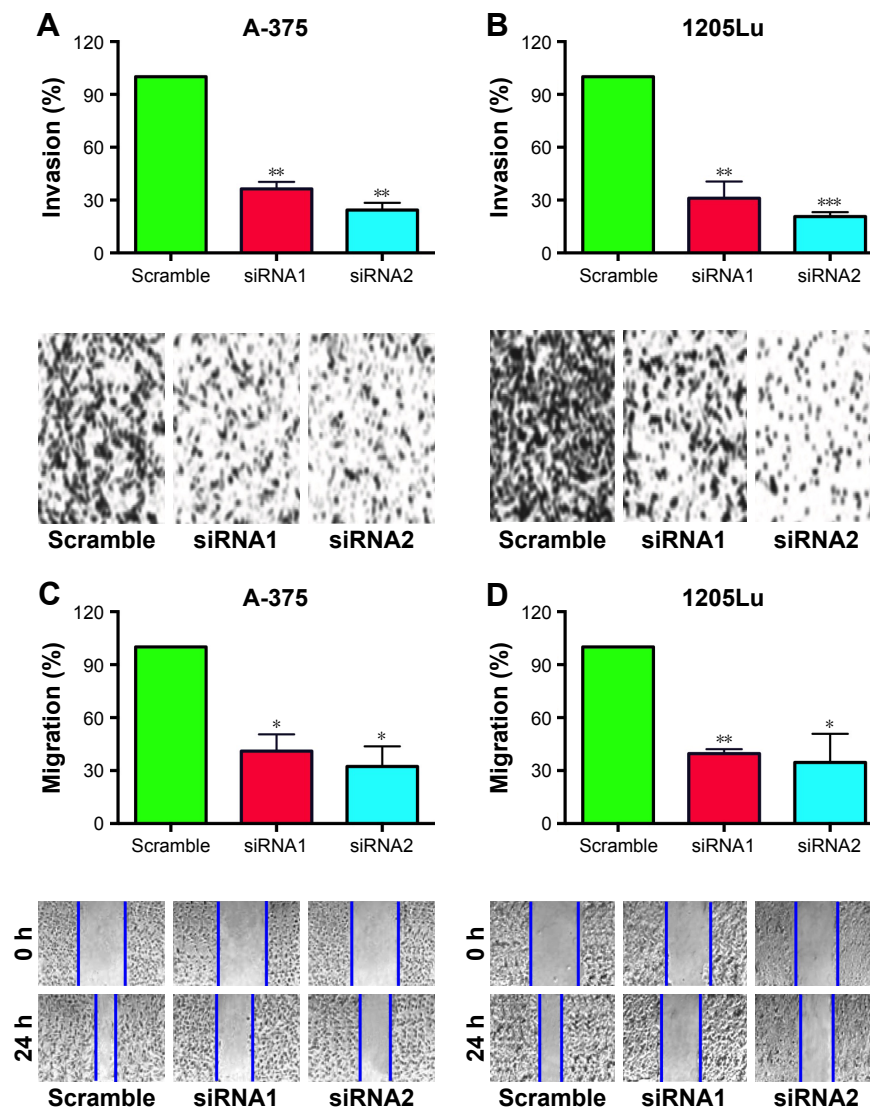 A
A-375
Invasion (%)
120
90
60
30
0
**
**
Scramble siRNA1 siRNA2
Scramble siRNA1 siRNA2
B
1205Lu
Invasion (%)
120
90
60
30
0
**
***
Scramble siRNA1 siRNA2
Scramble siRNA1 siRNA2
C
A-375
Migration (%)
120
90
60
30
0
*
*
Scramble siRNA1 siRNA2
0 h
24 h
Scramble siRNA1 siRNA2
D
1205Lu
Migration (%)
120
90
60
30
0
**
*
Scramble siRNA1 siRNA2
0 h
24 h
Scramble siRNA1 siRNA2